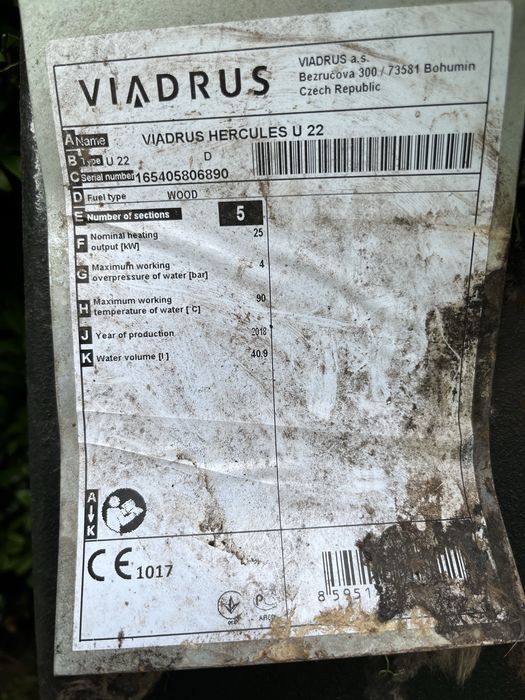 VIADRUS
VIADRUS a.s.
Bezručova 300 / 73581 Bohumín
Czech Republic
A Name VIADRUS HERCULES U 22
B Type U 22 D
C Serial number 165405806890
D Fuel type WOOD
E Number of sections 5
F Nominal heating output [kW] 25
G Maximum working overpressure of water [bar] 4
H Maximum working temperature of water [°C] 90
J Year of production 2018
K Water volume [l] 40.9
A
K
CE 1017
8 5951